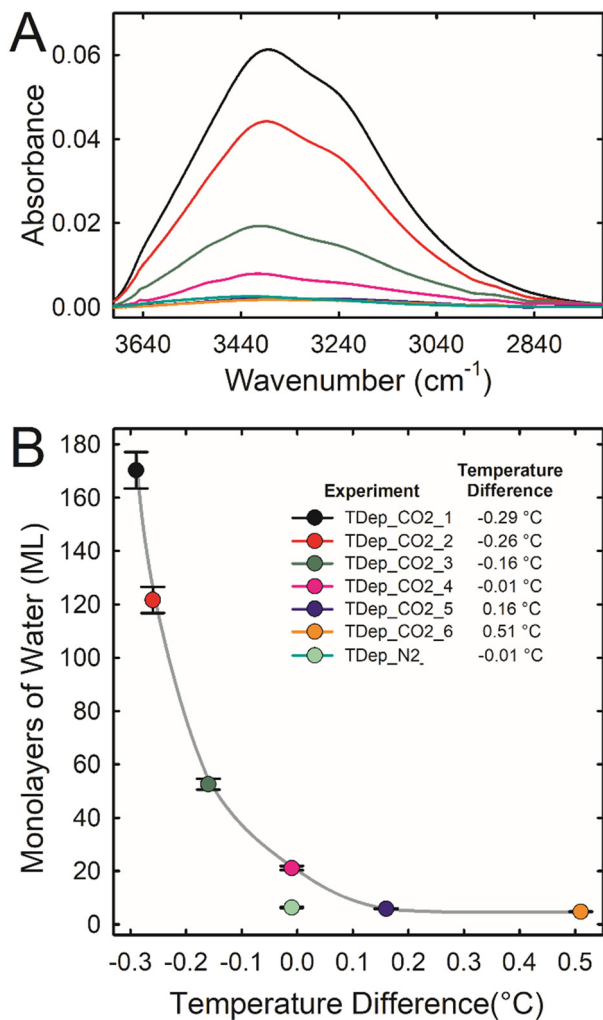 A
Absorbance
0.06
0.04
0.02
0.00
3640 3440 3240 3040 2840
Wavenumber (cm-1)
B
Monolayers of Water (ML)
180
160
140
120
100
80
60
40
20
0
Experiment Temperature Difference
TDep_CO2_1 -0.29 °C
TDep_CO2_2 -0.26 °C
TDep_CO2_3 -0.16 °C
TDep_CO2_4 -0.01 °C
TDep_CO2_5 0.16 °C
TDep_CO2_6 0.51 °C
TDep_N2_ -0.01 °C
-0.3 -0.2 -0.1 0.0 0.1 0.2 0.3 0.4 0.5
Temperature Difference(°C)